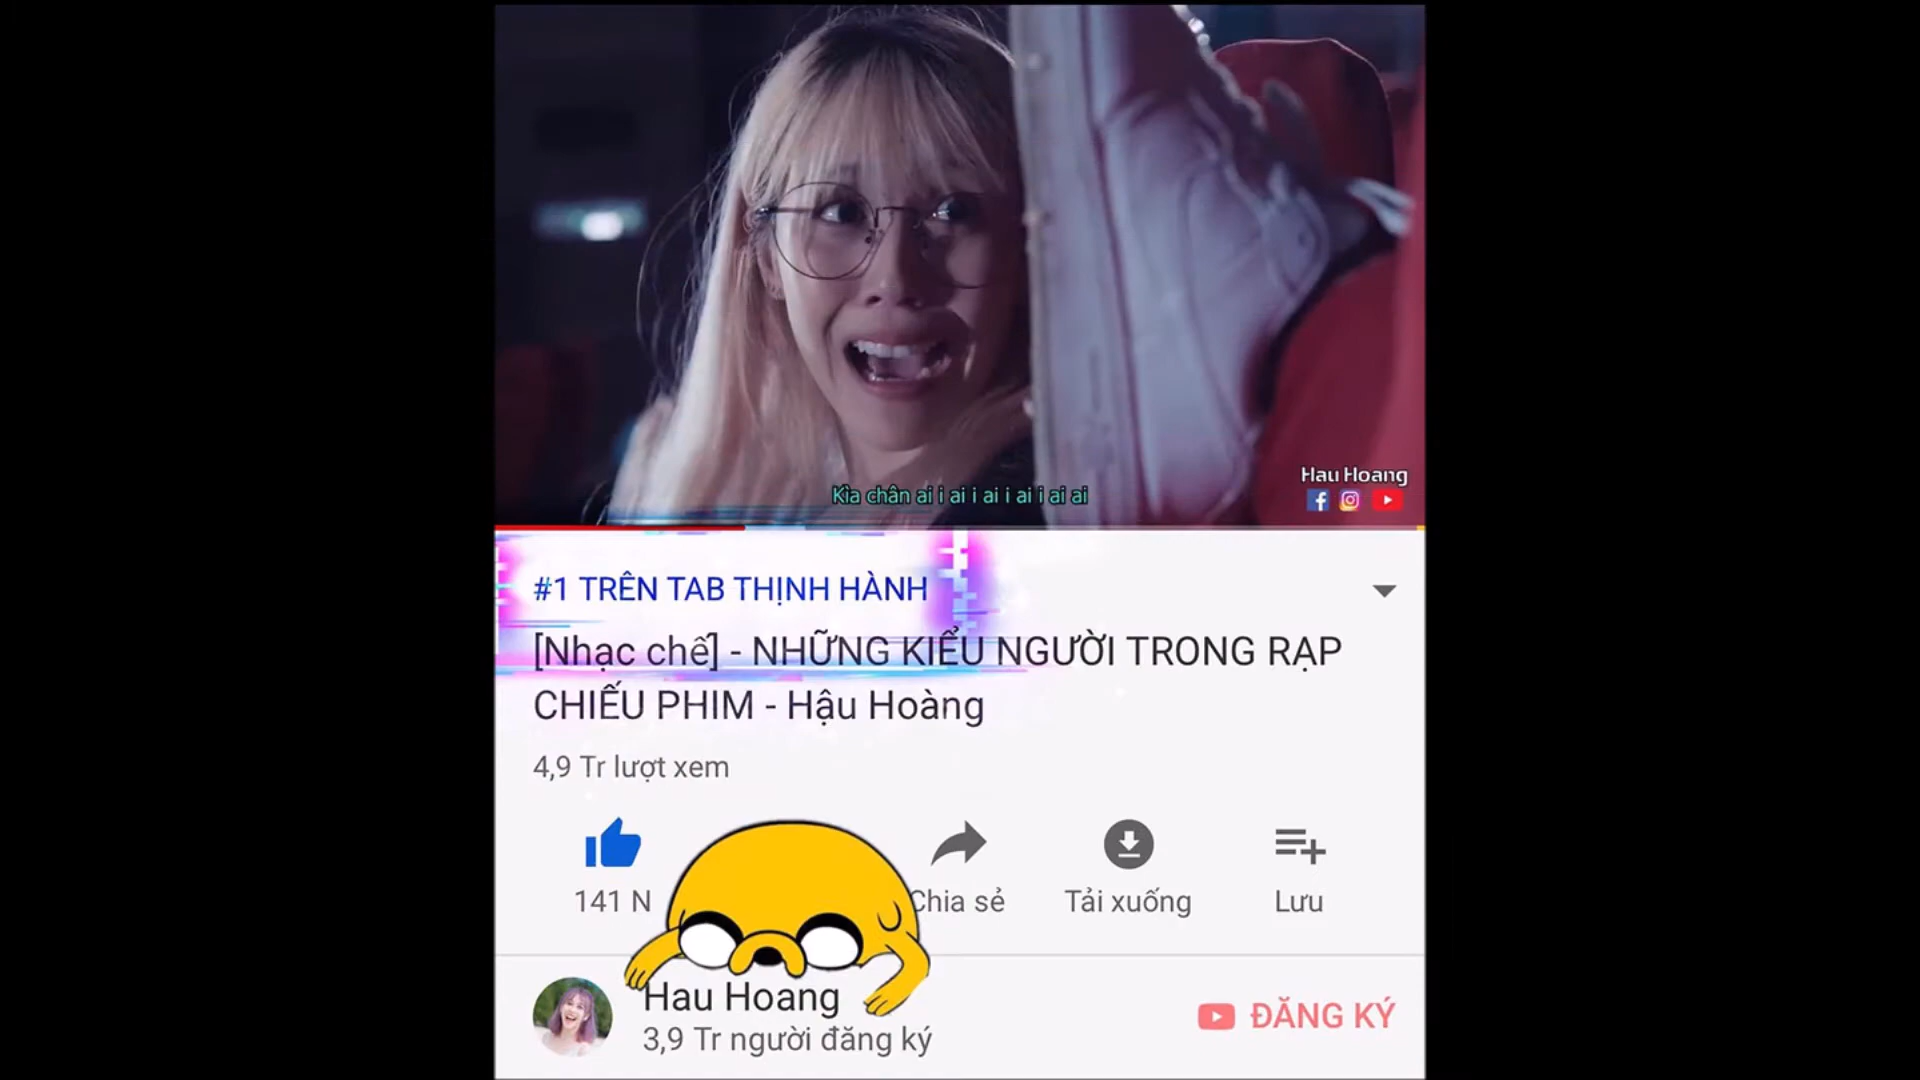 Hau Hoang
Kìa chân ai i ai i ai i ai i ai ai
#1 TRÊN TAB THỊNH HÀNH
[Nhạc chế] - NHỮNG KIỂU NGƯỜI TRONG RẠP
CHIẾU PHIM - Hậu Hoàng
4,9 Tr lượt xem
141 N
Chia sẻ
Tải xuống
Lưu
Hau Hoang
3,9 Tr người đăng ký
ĐĂNG KÝ